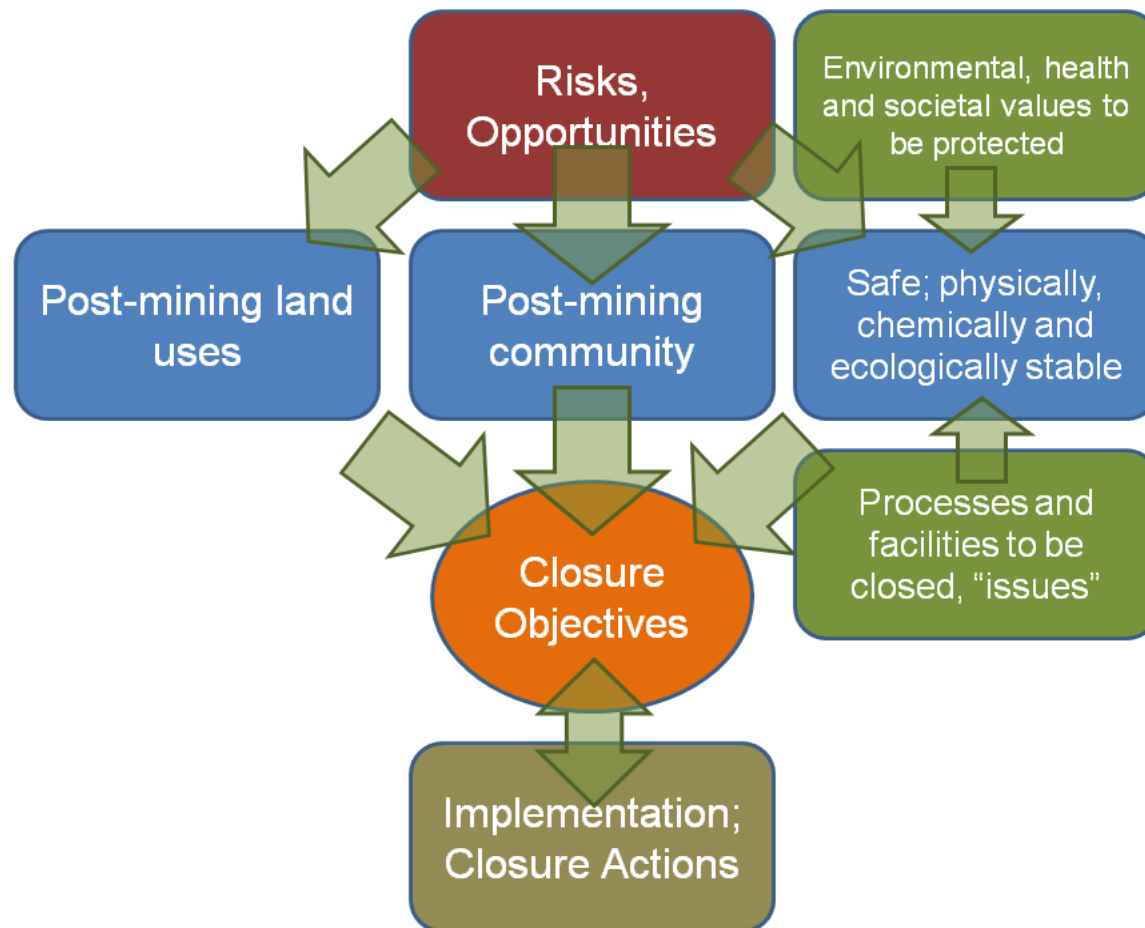 Risks,
Opportunities
Environmental, health
and societal values to
be protected
Post-mining land
uses
Post-mining
community
Safe; physically,
chemically and
ecologically stable
Closure
Objectives
Processes and
facilities to be
closed, “issues”
Implementation;
Closure Actions